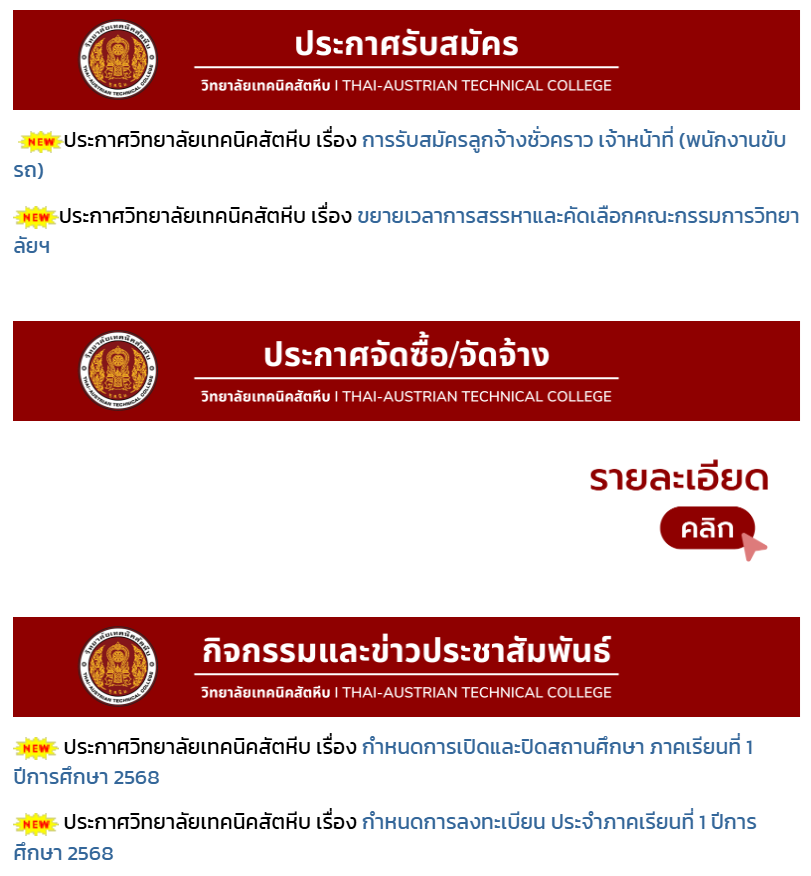 ประกาศรับสมัคร
วิทยาลัยเทคนิคสัตหีบ I THAI-AUSTRIAN TECHNICAL COLLEGE
NEW ประกาศวิทยาลัยเทคนิคสัตหีบ เรื่อง การรับสมัครลูกจ้างชั่วคราว เจ้าหน้าที่ (พนักงานขับ
รถ)
NEW ประกาศวิทยาลัยเทคนิคสัตหีบ เรื่อง ขยายเวลาการสรรหาและคัดเลือกคณะกรรมการวิทยา
ลัยฯ
ประกาศจัดซื้อ/จัดจ้าง
วิทยาลัยเทคนิคสัตหีบ I THAI-AUSTRIAN TECHNICAL COLLEGE
รายละเอียด
คลิก
กิจกรรมและข่าวประชาสัมพันธ์
วิทยาลัยเทคนิคสัตหีบ I THAI-AUSTRIAN TECHNICAL COLLEGE
NEW ประกาศวิทยาลัยเทคนิคสัตหีบ เรื่อง กำหนดการเปิดและปิดสถานศึกษา ภาคเรียนที่ 1
ปีการศึกษา 2568
NEW ประกาศวิทยาลัยเทคนิคสัตหีบ เรื่อง กำหนดการลงทะเบียน ประจำภาคเรียนที่ 1 ปีการ
ศึกษา 2568